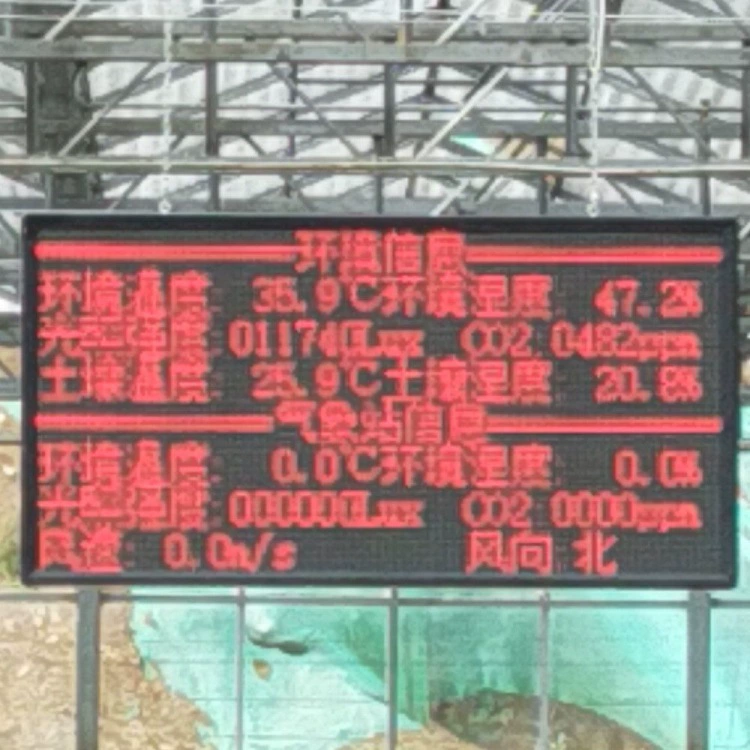 环境信息
环境温度: 35.9℃环境湿度: 47.2%
光照强度:011740Lux CO2:0482ppm
土壤温度: 25.9℃土壤湿度: 20.8%
气象站信息
环境温度: 0.0℃环境湿度: 0.0%
光照强度:000000Lux CO2:0000ppm
风速: 0.0m/s 风向:北